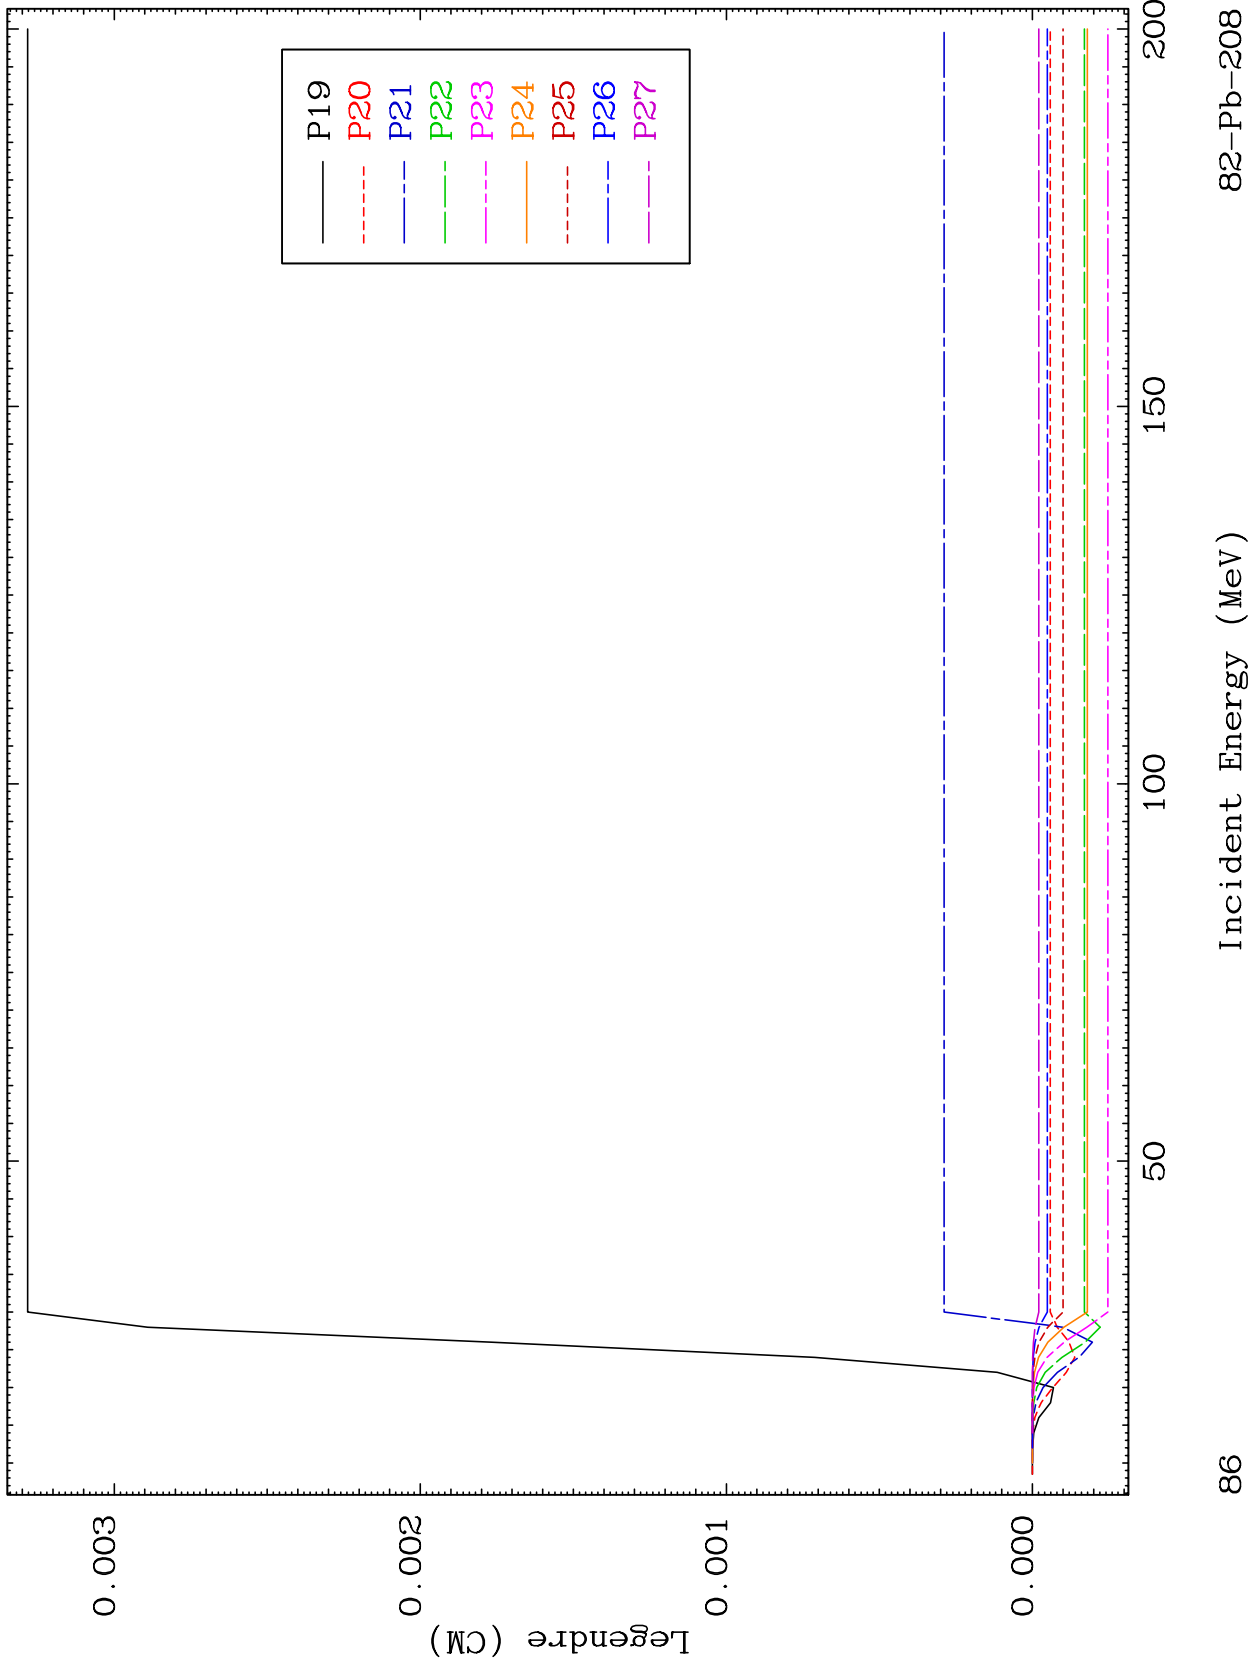 Legendre (CM)
0.003
0.002
0.001
0.000
P19
P20
P21
P22
P23
P24
P25
P26
P27
50
100
150
200
86
Incident Energy (MeV)
82-Pb-208